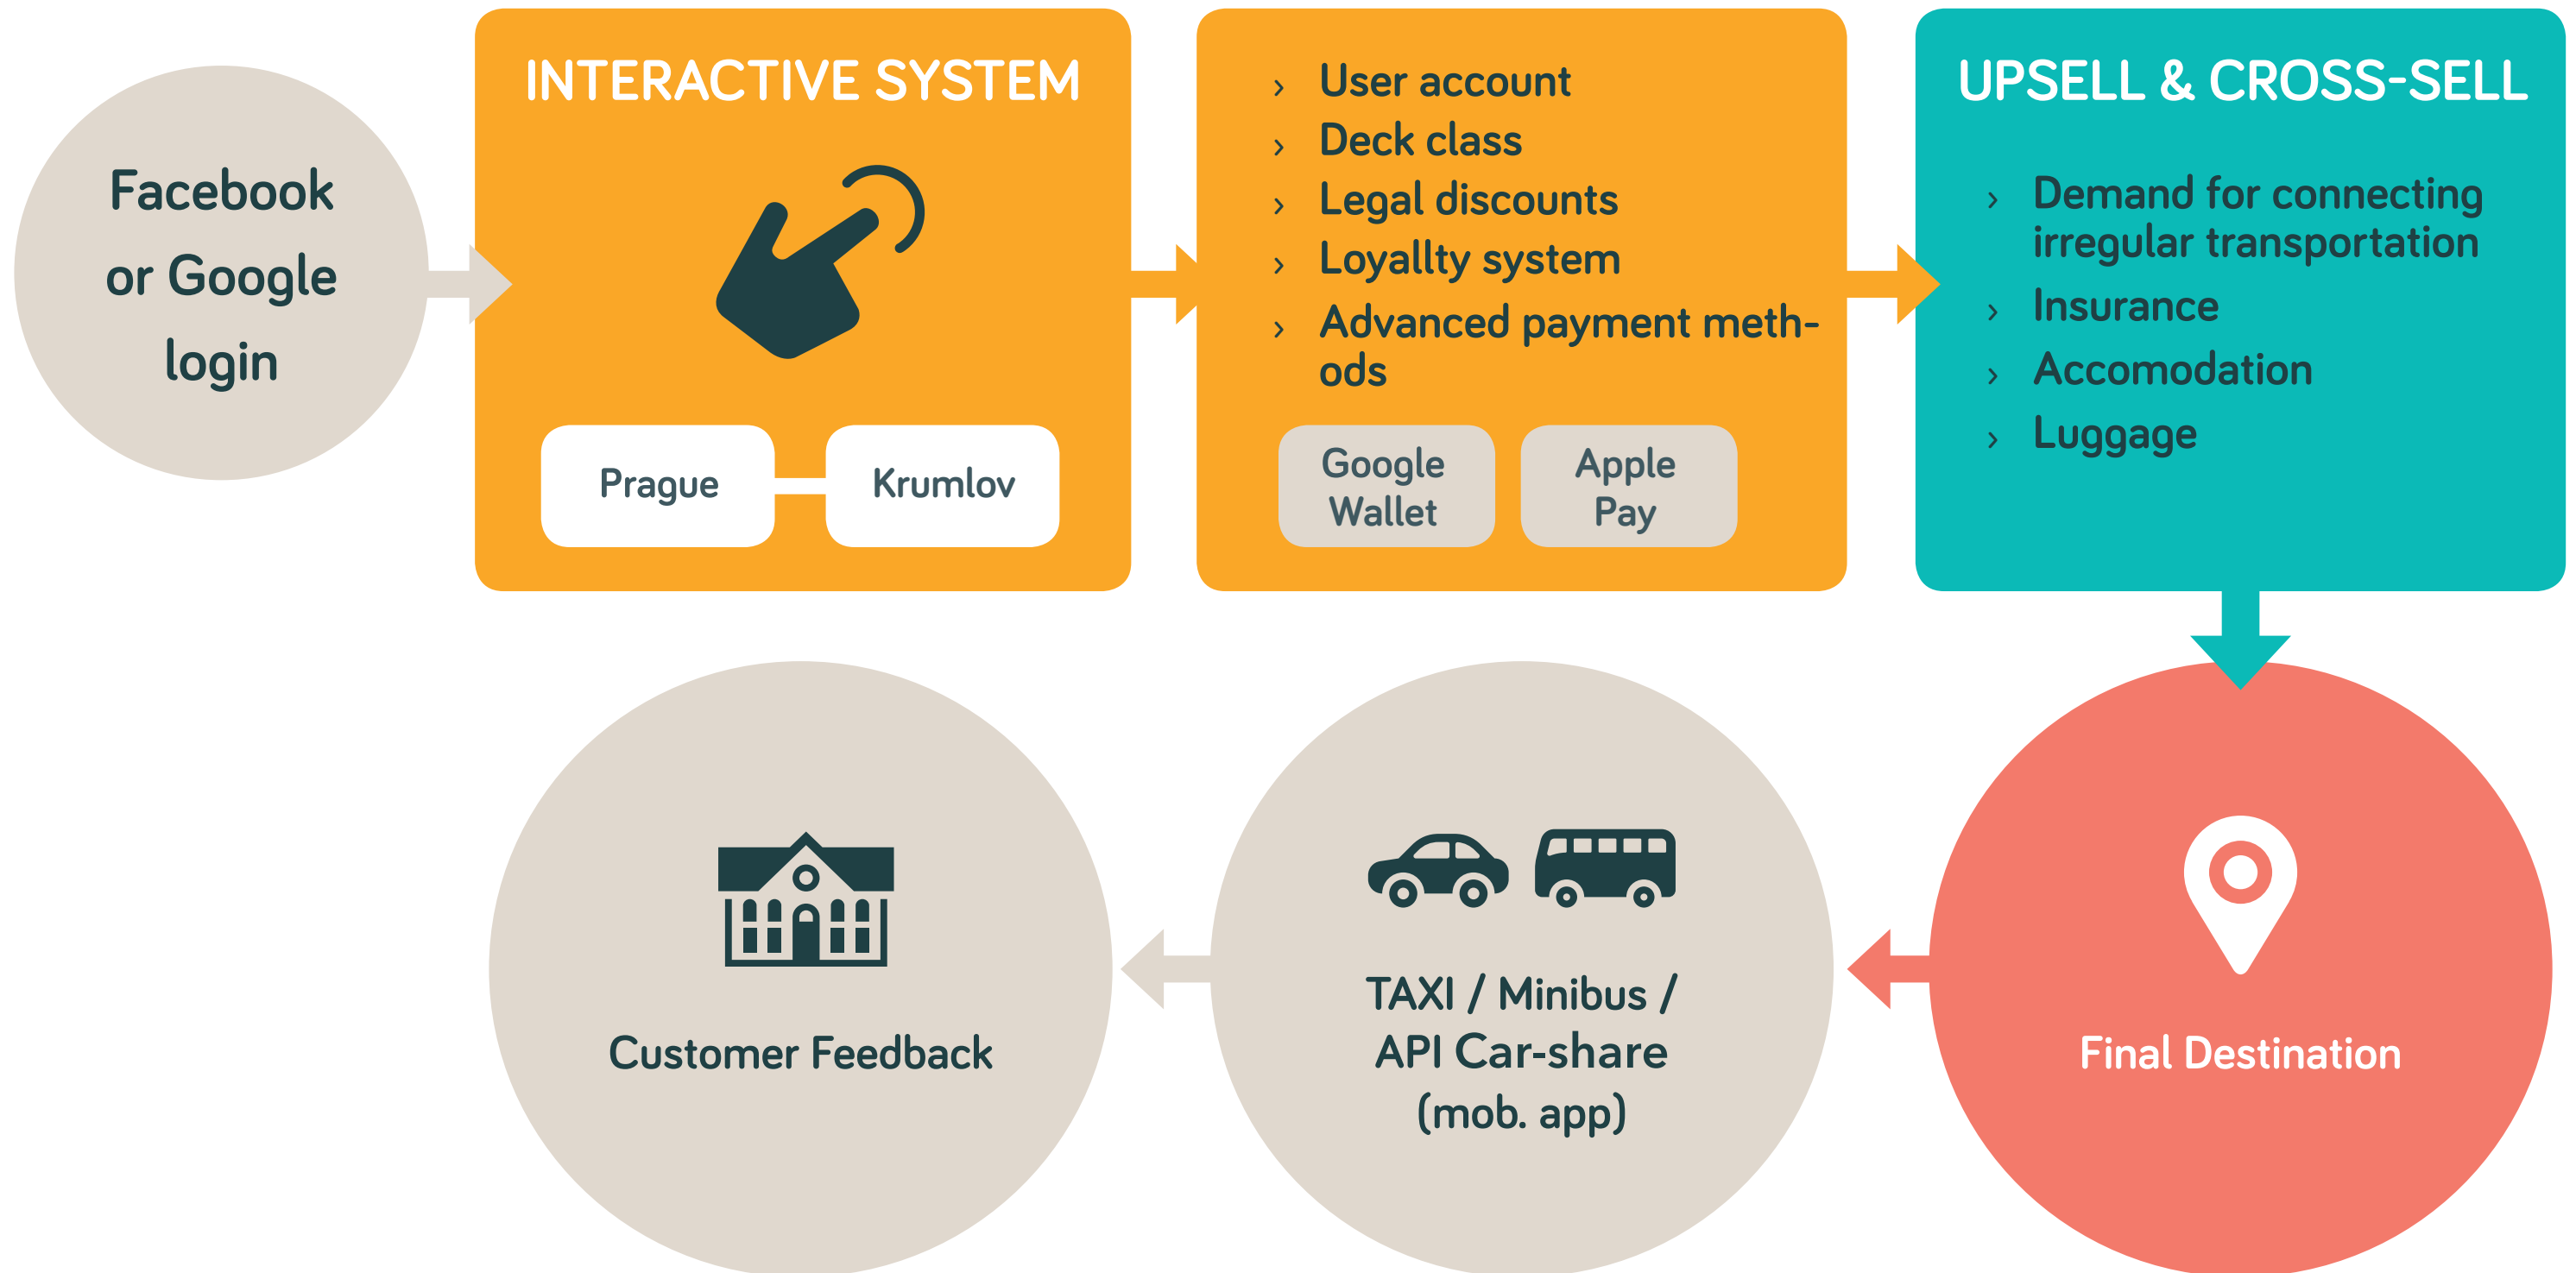 Facebook
or Google
login
INTERACTIVE SYSTEM
Prague
Krumlov
› User account
› Deck class
› Legal discounts
› Loyallty system
› Advanced payment meth-
ods
Google
Wallet
Apple
Pay
UPSELL & CROSS-SELL
› Demand for connecting
irregular transportation
› Insurance
› Accomodation
› Luggage
Final Destination
TAXI / Minibus /
API Car-share
(mob. app)
Customer Feedback